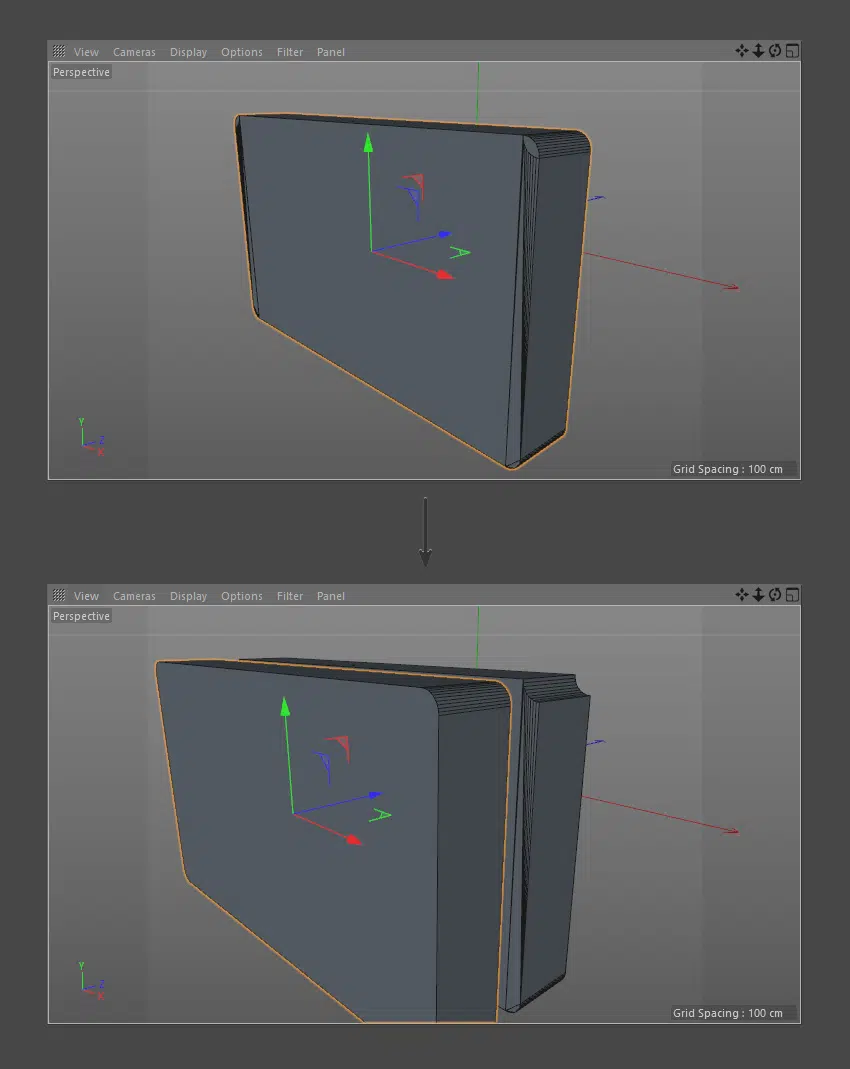 View Cameras Display Options Filter Panel
Perspective
Y
Z
X
Grid Spacing : 100 cm
View Cameras Display Options Filter Panel
Perspective
Y
Z
X
Grid Spacing : 100 cm